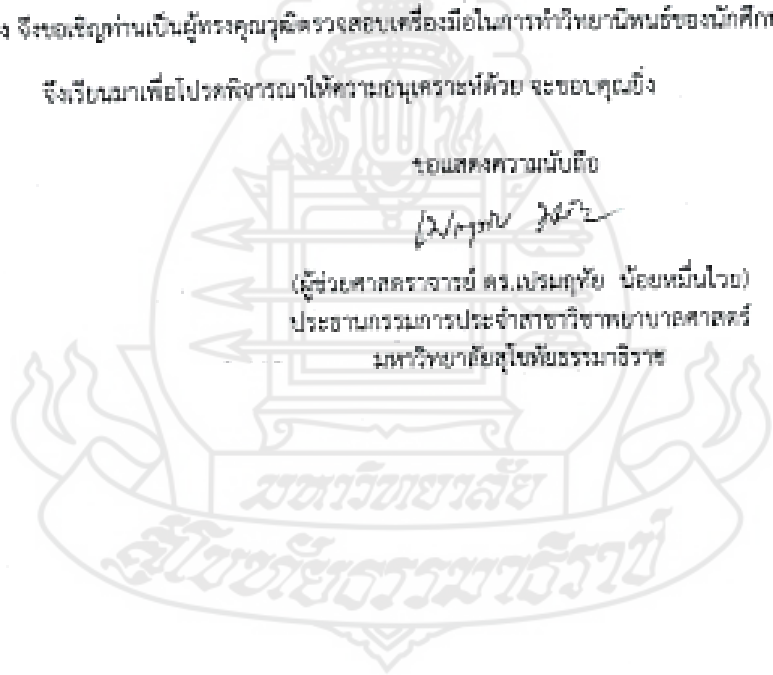 ง จึงขอเชิญท่านเป็นผู้ทรงคุณวุฒิตรวจสอบเครื่องมือในการทำวิทยานิพนธ์ของนักศึกษา
จึงเรียนมาเพื่อโปรดพิจารณาให้ความอนุเคราะห์ด้วย จะขอบคุณยิ่ง
ขอแสดงความนับถือ
(ผู้ช่วยศาสตราจารย์ ดร.เปรมฤทัย น้อยหมื่นไวย)
ประธานกรรมการประจำสาขาวิชาพยาบาลศาสตร์
มหาวิทยาลัยสุโขทัยธรรมาธิราช
มหาวิทยาลัย
สุโขทัยธรรมาธิราช